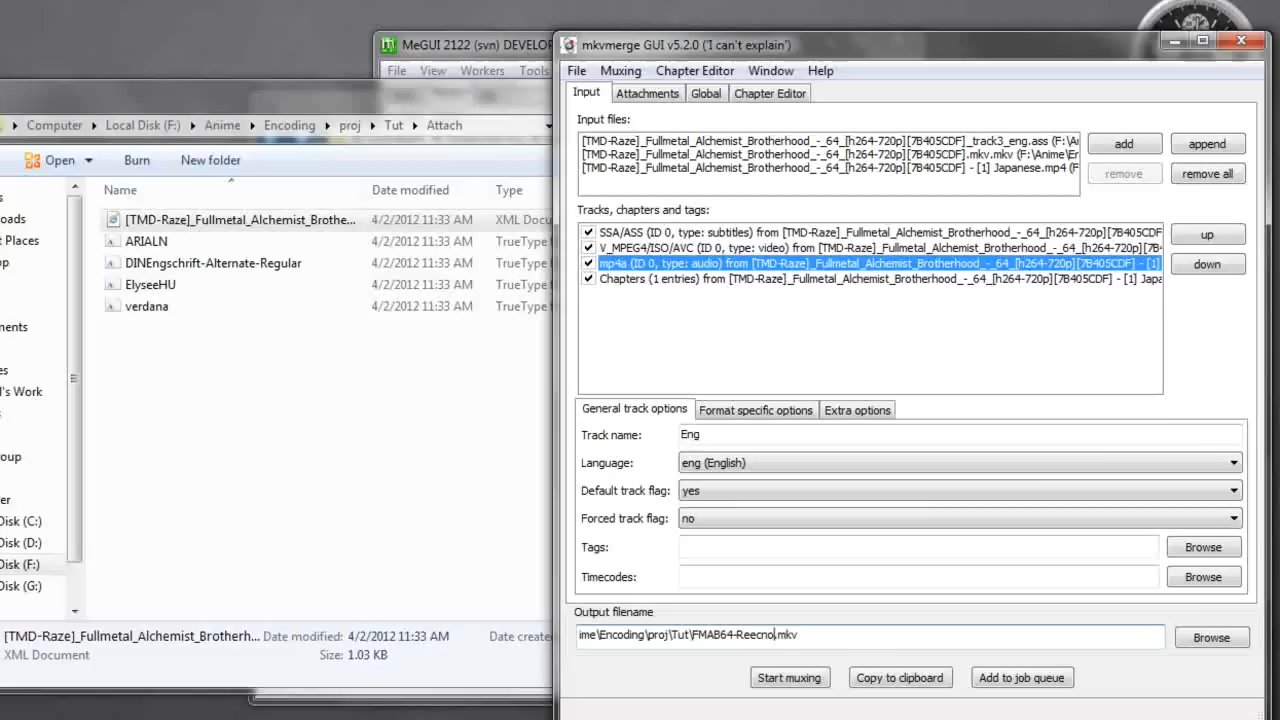 MeGUI 2122 (svn) DEVELOP
File View Workers Tools
Computer Local Disk (F:) Anime Encoding proj Tut Attach
Open Burn New folder
Name Date modified Type
[TMD-Raze]_Fullmetal_Alchemist_Brothe... 4/2/2012 11:33 AM XML Docu
ARIALN 4/2/2012 11:33 AM TrueType
DINEngschrift-Alternate-Regular 4/2/2012 11:33 AM TrueType
ElyseeHU 4/2/2012 11:33 AM TrueType
verdana 4/2/2012 11:33 AM TrueType f
s
oads
t Places
p
ments
es
l's Work
s
oup
er
Disk (C:)
Disk (D:)
Disk (F:)
Disk (G:)
[TMD-Raze]_Fullmetal_Alchemist_Brotherh... 4/2/2012 11:33 AM Date created
XML Document Size: 1.03 KB
mkvmerge GUI v5.2.0 ('I can't explain')
File Muxing Chapter Editor Window Help
Input Attachments Global Chapter Editor
Input files:
[TMD-Raze]_Fullmetal_Alchemist_Brotherhood_-_64_[h264-720p][7B405CDF]_track3_eng.ass (F:\An
[TMD-Raze]_Fullmetal_Alchemist_Brotherhood_-_64_[h264-720p][7B405CDF].mkv.mkv (F:\Anime\En
[TMD-Raze]_Fullmetal_Alchemist_Brotherhood_-_64_[h264-720p][7B405CDF] - [1] Japanese.mp4 (F
add append
remove remove all
Tracks, chapters and tags:
SSA/ASS (ID 0, type: subtitles) from [TMD-Raze]_Fullmetal_Alchemist_Brotherhood_-_64_[h264-720p][7B405CDF
V_MPEG4/ISO/AVC (ID 0, type: video) from [TMD-Raze]_Fullmetal_Alchemist_Brotherhood_-_64_[h264-720p][7B4
mp4a (ID 0, type: audio) from [TMD-Raze]_Fullmetal_Alchemist_Brotherhood_-_64_[h264-720p][7B405CDF] - [1]
Chapters (1 entries) from [TMD-Raze]_Fullmetal_Alchemist_Brotherhood_-_64_[h264-720p][7B405CDF] - [1] Japa
up
down
General track options Format specific options Extra options
Track name: Eng
Language: eng (English)
Default track flag: yes
Forced track flag: no
Tags: Browse
Timecodes: Browse
Output filename
ime\Encoding\proj\Tut\FMAB64-Reecno.mkv Browse
Start muxing Copy to clipboard Add to job queue